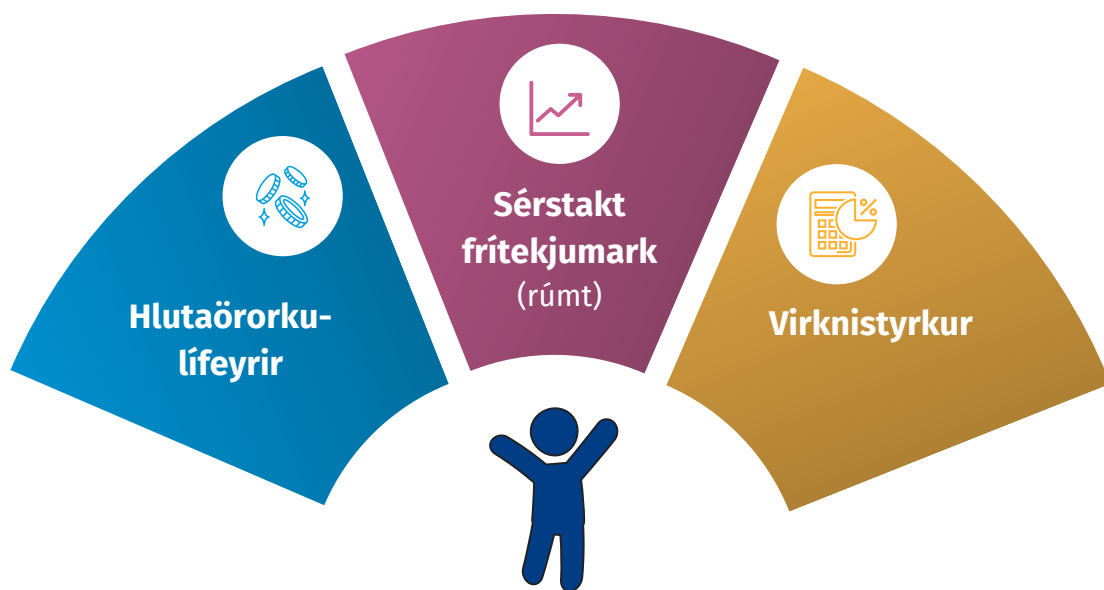 Hlutaörorku-
lífeyrir
Sérstakt
frítekjumark
(rúmt)
Virknistyrkur
%